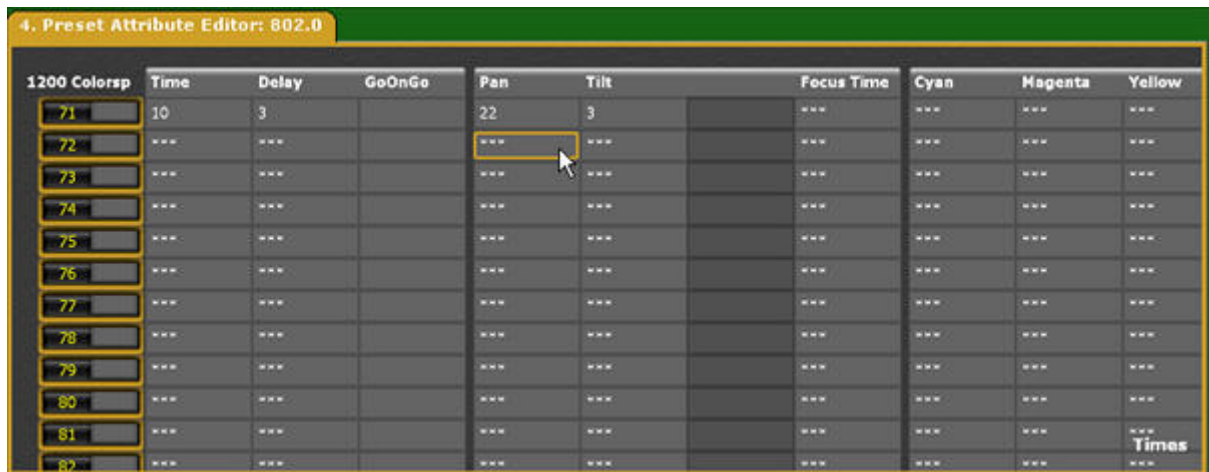 4. Preset Attribute Editor: 802.0
1200 Colorsp Time Delay GoOnGo Pan Tilt Focus Time Cyan Magenta Yellow
71 10 3 22 3 --- --- --- ---
72 --- --- --- --- --- --- --- ---
73 --- --- --- --- --- --- --- ---
74 --- --- --- --- --- --- --- ---
75 --- --- --- --- --- --- --- ---
76 --- --- --- --- --- --- --- ---
77 --- --- --- --- --- --- --- ---
78 --- --- --- --- --- --- --- ---
79 --- --- --- --- --- --- --- ---
80 --- --- --- --- --- --- --- ---
81 --- --- --- --- --- --- --- ---
Times
82 --- --- --- --- --- --- --- ---